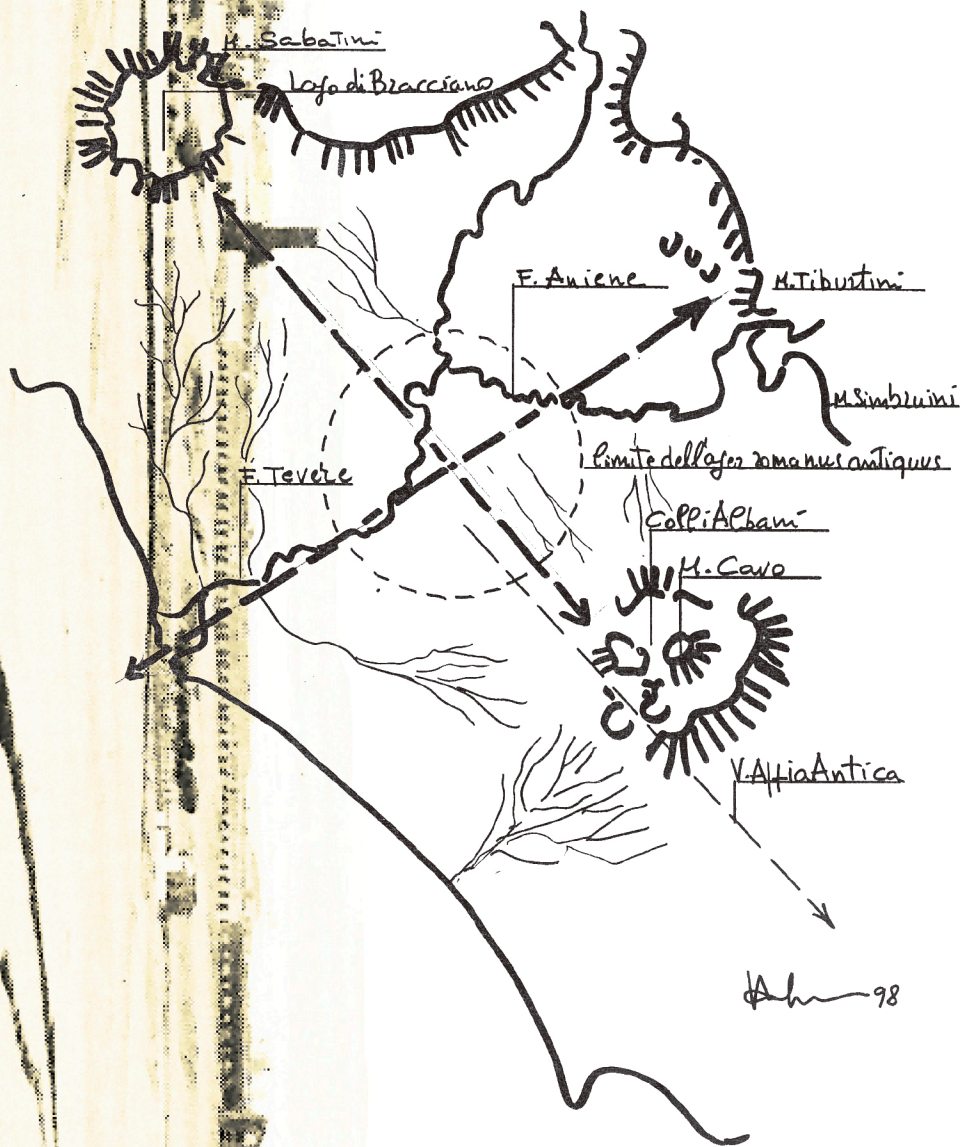 M. Sabatini
Lago di Bracciano
F. Aniene
M. Tiburtini
M. Simbruini
F. Tevere
limite dell'ager romanus antiquus
Colli Albani
M. Cavo
V. Appia Antica
98